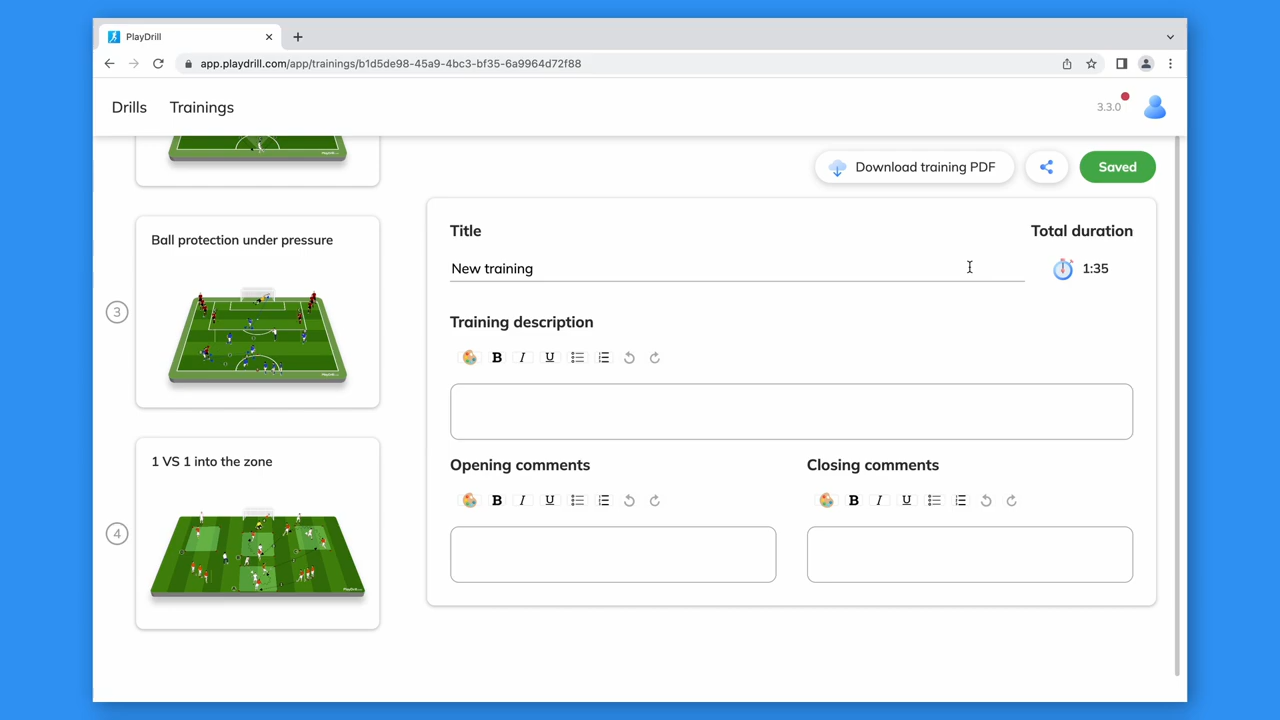 PlayDrill
app.playdrill.com/app/trainings/b1d5de98-45a9-4bc3-bf35-6a9964d72f88
Drills Trainings
3.3.0
Download training PDF
Saved
Title
Total duration
New training
1:35
Ball protection under pressure
3
Training description
B I U
Opening comments
Closing comments
B I U
B I U
1 VS 1 into the zone
4
PlayDrill